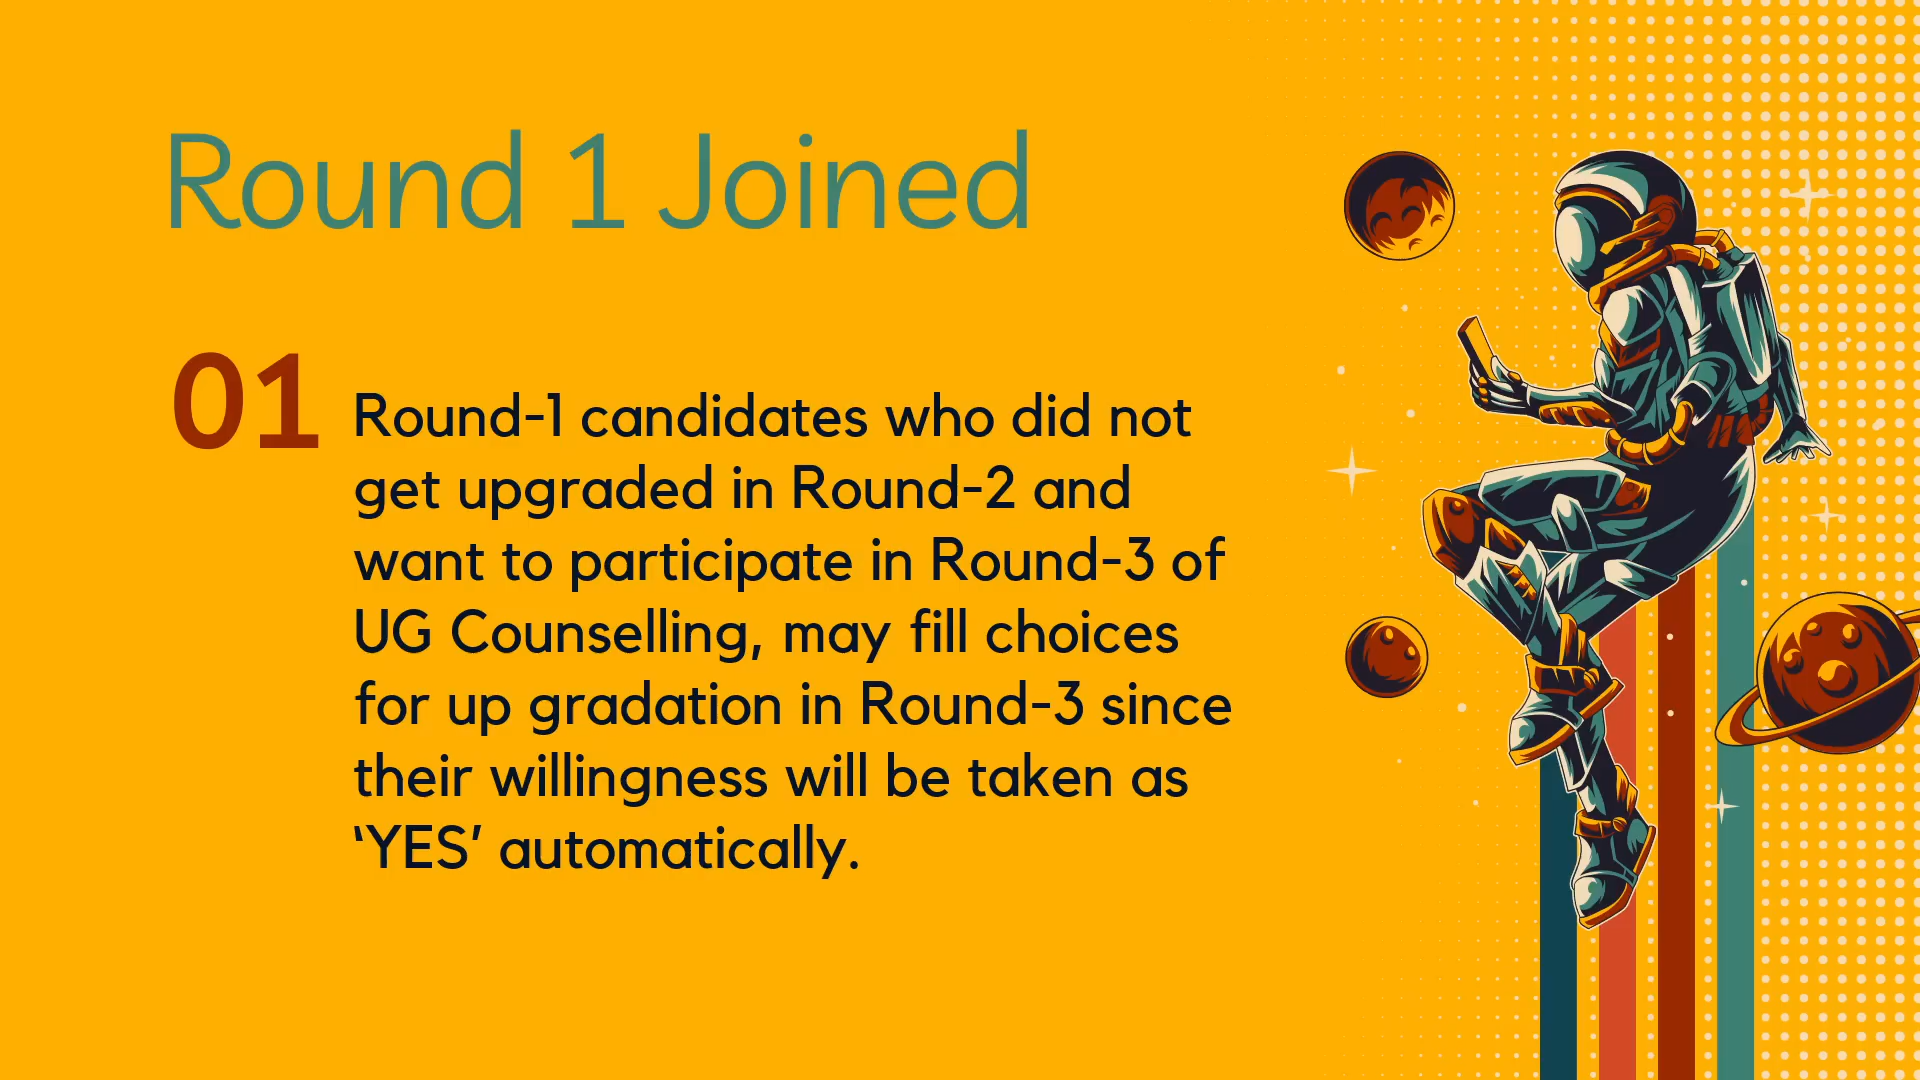 Round 1 Joined
01
Round-1 candidates who did not
get upgraded in Round-2 and
want to participate in Round-3 of
UG Counselling, may fill choices
for up gradation in Round-3 since
their willingness will be taken as
‘YES’ automatically.